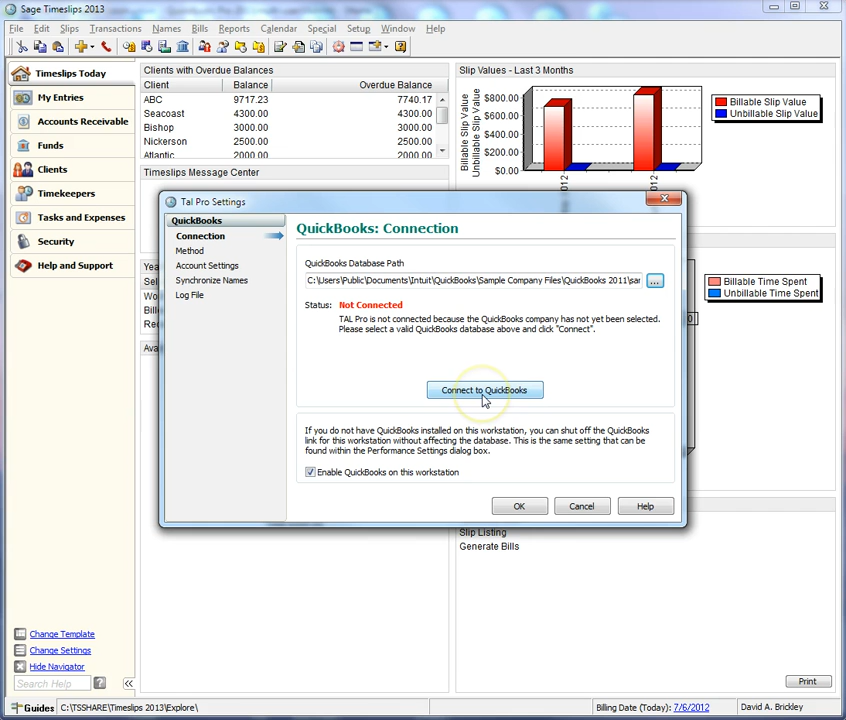 Sage Timeslips 2013
File Edit Slips Transactions Names Bills Reports Calendar Special Setup Window Help
Timeslips Today
My Entries
Accounts Receivable
Funds
Clients
Timekeepers
Tasks and Expenses
Security
Help and Support
Clients with Overdue Balances
Client Balance Overdue Balance
ABC 9717.23 7740.17
Seacoast 4300.00 4300.00
Bishop 3000.00 3000.00
Nickerson 2500.00 2500.00
Atlantic 2000.00 2000.00
Timeslips Message Center
Slip Values - Last 3 Months
Billable Slip Value
Unbillable Slip Value
$800.00
$600.00
$400.00
$200.00
$0.00
Billable Slip Value
Unbillable Slip Value
Billable Time Spent
Unbillable Time Spent
Tal Pro Settings
QuickBooks
Connection
Method
Account Settings
Synchronize Names
Log File
QuickBooks: Connection
QuickBooks Database Path
C:\Users\Public\Documents\Intuit\QuickBooks\Sample Company Files\QuickBooks 2011\sar
...
Status: Not Connected
TAL Pro is not connected because the QuickBooks company has not yet been selected.
Please select a valid QuickBooks database above and click "Connect".
Connect to QuickBooks
If you do not have QuickBooks installed on this workstation, you can shut off the QuickBooks
link for this workstation without affecting the database. This is the same setting that can be
found within the Performance Settings dialog box.
Enable QuickBooks on this workstation
OK Cancel Help
Slip Listing
Generate Bills
Change Template
Change Settings
Hide Navigator
Search Help ? «
Print
Guides C:\TSSHARE\Timeslips 2013\Explore\ Billing Date (Today): 7/6/2012 David A. Brickley